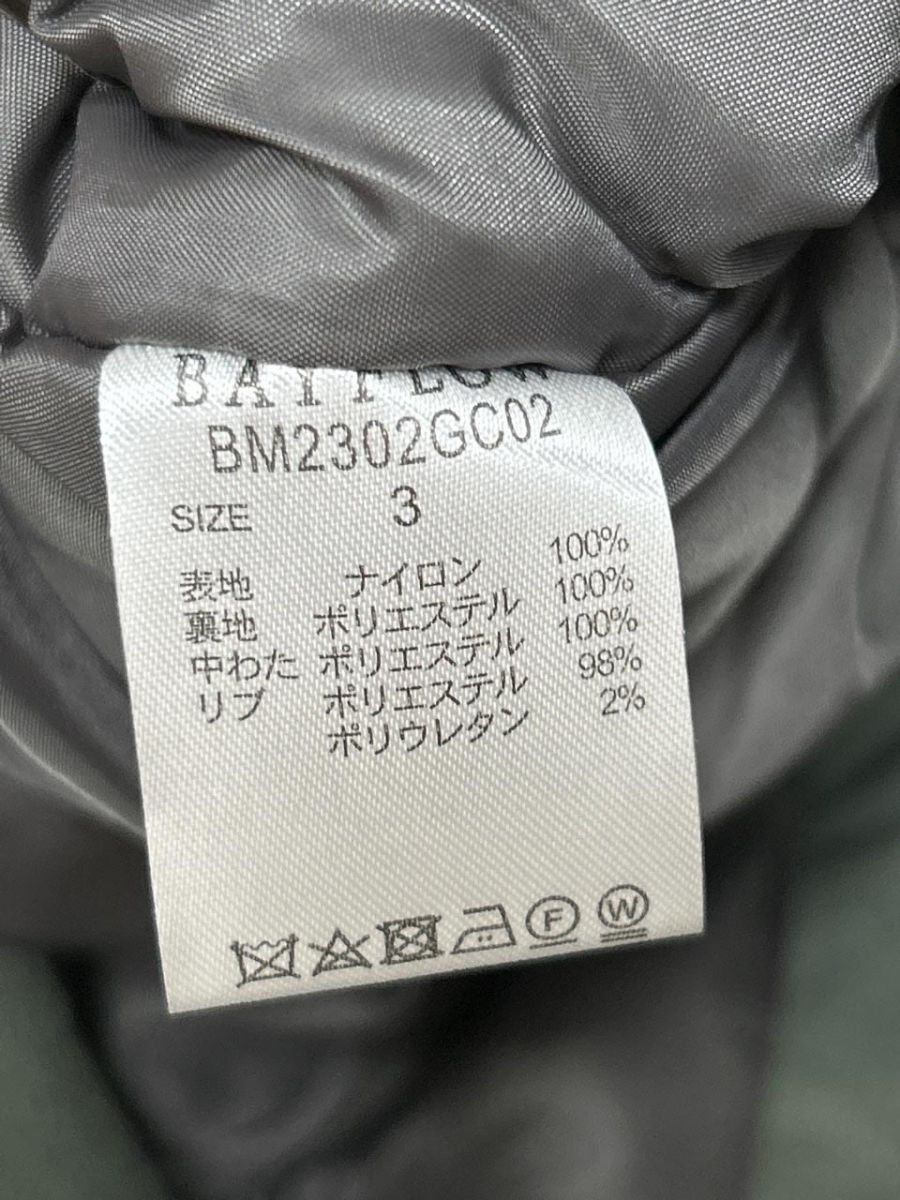 BAYFLOW
BM2302GC02
SIZE 3
表地 ナイロン 100%
裏地 ポリエステル 100%
中わた ポリエステル 100%
リブ ポリエステル 98%
ポリウレタン 2%
F W